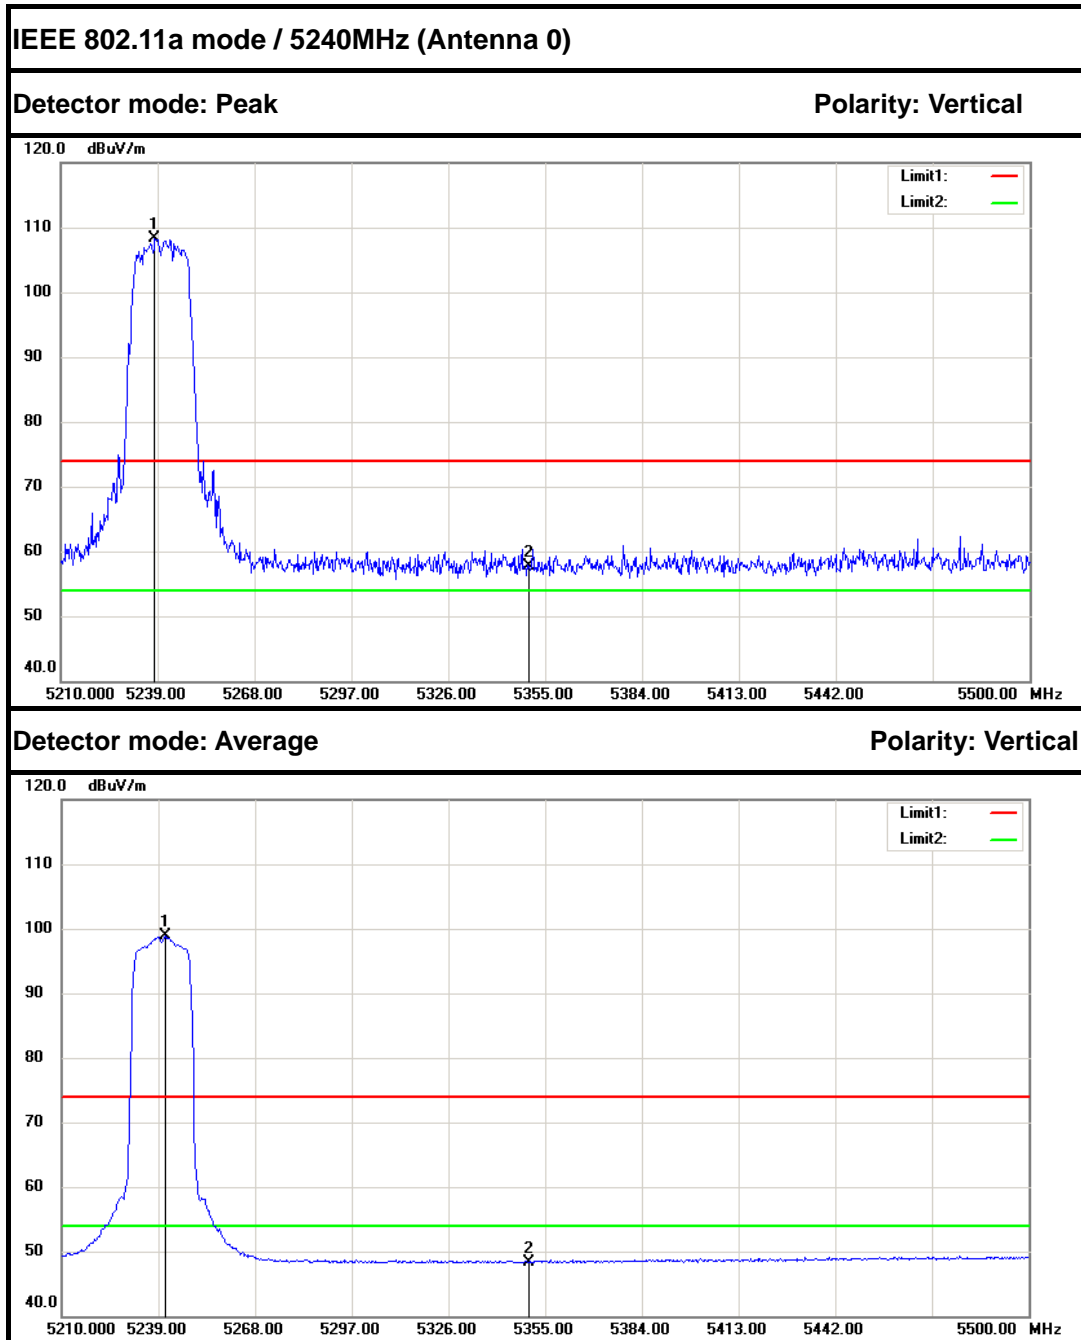 IEEE 802.11a mode / 5240MHz (Antenna 0)
Detector mode: Peak Polarity: Vertical
120.0 dBuV/m
Limit1:
Limit2:
110
1
100
90
80
70
60
2
50
40.0
5210.000 5239.00 5268.00 5297.00 5326.00 5355.00 5384.00 5413.00 5442.00 5500.00 MHz
Detector mode: Average Polarity: Vertical
120.0 dBuV/m
Limit1:
Limit2:
110
100
1
90
80
70
60
50
2
40.0
5210.000 5239.00 5268.00 5297.00 5326.00 5355.00 5384.00 5413.00 5442.00 5500.00 MHz